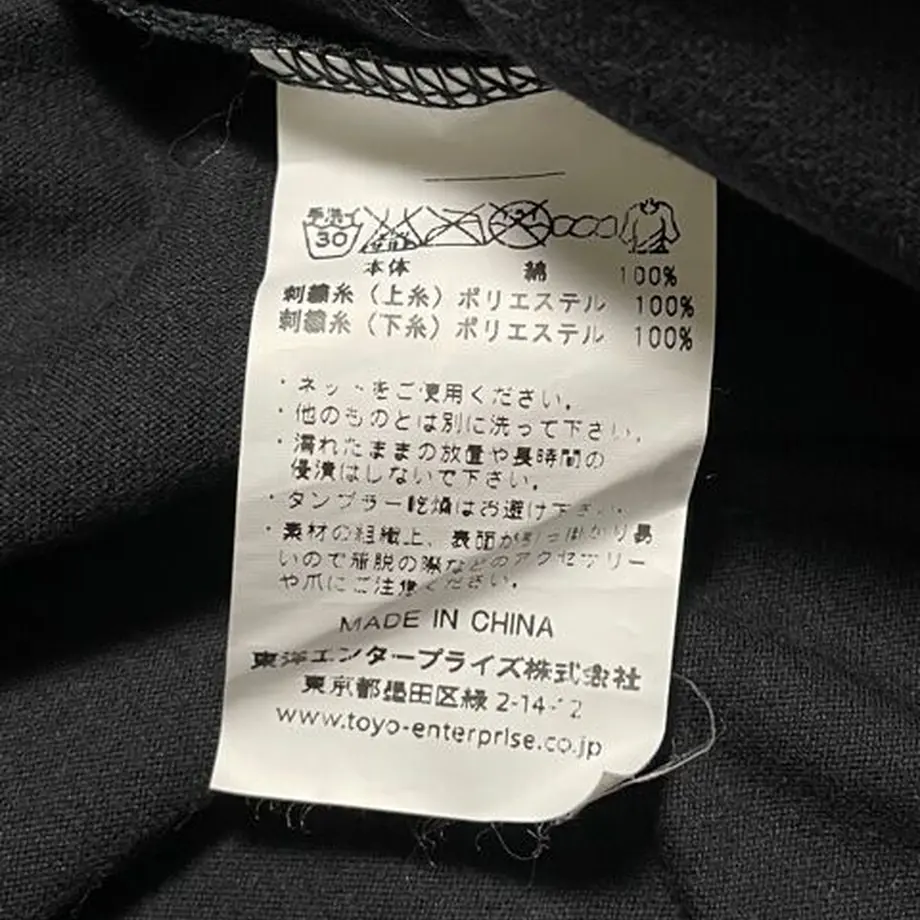 手洗イ
30
本体 綿 100%
刺繍糸（上糸）ポリエステル 100%
刺繍糸（下糸）ポリエステル 100%
・ネットをご使用ください。
・他のものとは別に洗って下さい。
・濡れたままの放置や長時間の
浸漬はしないで下さい。
・タンブラー乾燥はお避け下さい。
・素材の組織上、表面が引っ掛かり易
いので着脱の際などのアクセサリー
や爪にご注意ください。
MADE IN CHINA
東洋エンタープライズ株式会社
東京都墨田区緑 2-14-12
www.toyo-enterprise.co.jp